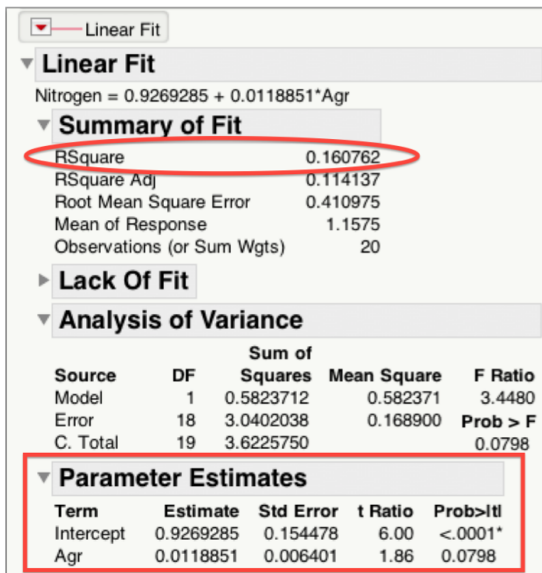 Linear Fit
Linear Fit
Nitrogen = 0.9269285 + 0.0118851*Agr
Summary of Fit
RSquare 0.160762
RSquare Adj 0.114137
Root Mean Square Error 0.410975
Mean of Response 1.1575
Observations (or Sum Wgts) 20
Lack Of Fit
Analysis of Variance
Sum of
Source DF Squares Mean Square F Ratio
Model 1 0.5823712 0.582371 3.4480
Error 18 3.0402038 0.168900 Prob > F
C. Total 19 3.6225750 0.0798
Parameter Estimates
Term Estimate Std Error t Ratio Prob>|t|
Intercept 0.9269285 0.154478 6.00 <.0001*
Agr 0.0118851 0.006401 1.86 0.0798